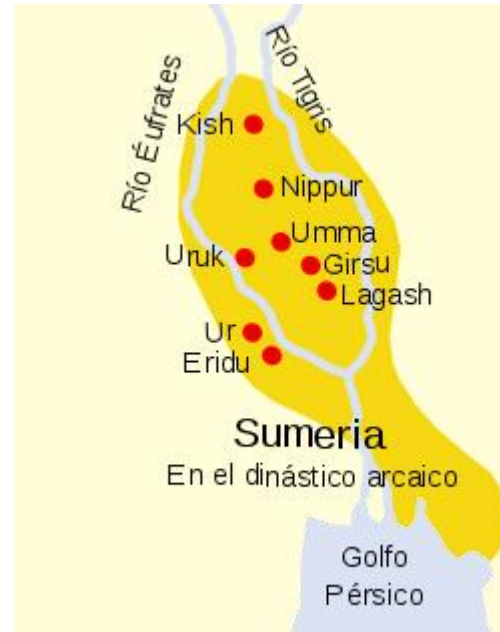 Río Éufrates
Río Tigris
Kish
Nippur
Umma
Uruk
Girsu
Lagash
Ur
Eridu
Sumeria
En el dinástico arcaico
Golfo
Pérsico